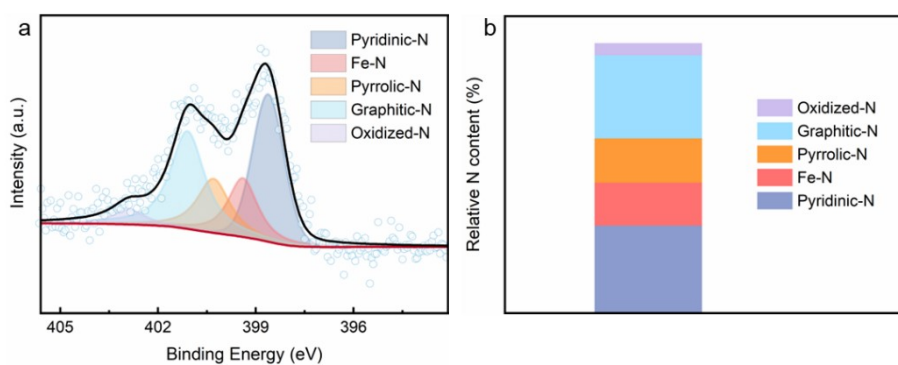 a
Intensity (a.u.)
Pyridinic-N
Fe-N
Pyrrolic-N
Graphitic-N
Oxidized-N
405
402
399
396
Binding Energy (eV)
b
Relative N content (%)
Oxidized-N
Graphitic-N
Pyrrolic-N
Fe-N
Pyridinic-N